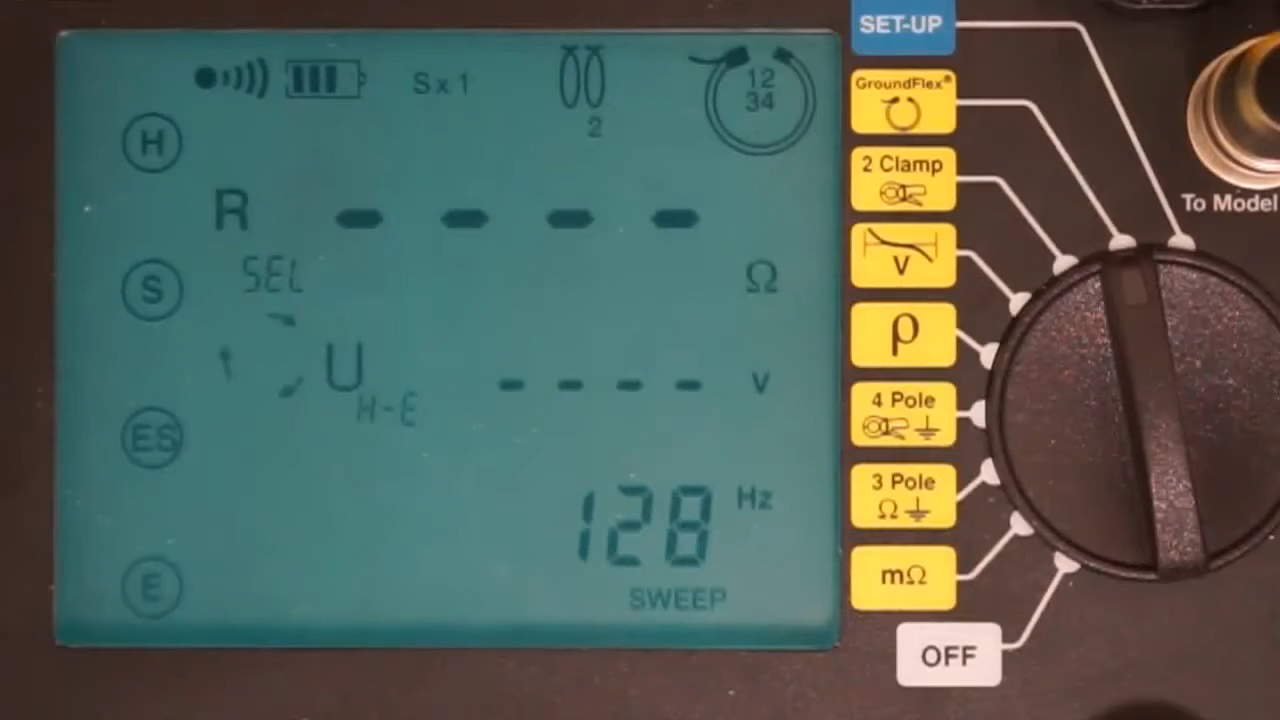 S x 1
2
12
34
H
R - - - -
SEL
Ω
S
U H-E - - - - V
ES
128 Hz
SWEEP
E
SET-UP
GroundFlex®
2 Clamp
V
ρ
4 Pole
3 Pole
Ω
mΩ
OFF
To Model